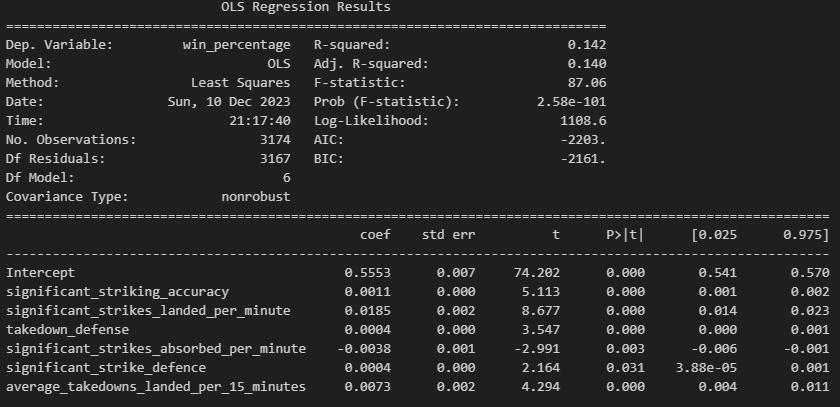 OLS Regression Results
==============================================================================
Dep. Variable: win_percentage R-squared: 0.142
Model: OLS Adj. R-squared: 0.140
Method: Least Squares F-statistic: 87.06
Date: Sun, 10 Dec 2023 Prob (F-statistic): 2.58e-101
Time: 21:17:40 Log-Likelihood: 1108.6
No. Observations: 3174 AIC: -2203.
Df Residuals: 3167 BIC: -2161.
Df Model: 6
Covariance Type: nonrobust
===========================================================================================================
coef std err t P>|t| [0.025 0.975]
-----------------------------------------------------------------------------------------------------------
Intercept 0.5553 0.007 74.202 0.000 0.541 0.570
significant_striking_accuracy 0.0011 0.000 5.113 0.000 0.001 0.002
significant_strikes_landed_per_minute 0.0185 0.002 8.677 0.000 0.014 0.023
takedown_defense 0.0004 0.000 3.547 0.000 0.000 0.001
significant_strikes_absorbed_per_minute -0.0038 0.001 -2.991 0.003 -0.006 -0.001
significant_strike_defence 0.0004 0.000 2.164 0.031 3.88e-05 0.001
average_takedowns_landed_per_15_minutes 0.0073 0.002 4.294 0.000 0.004 0.011